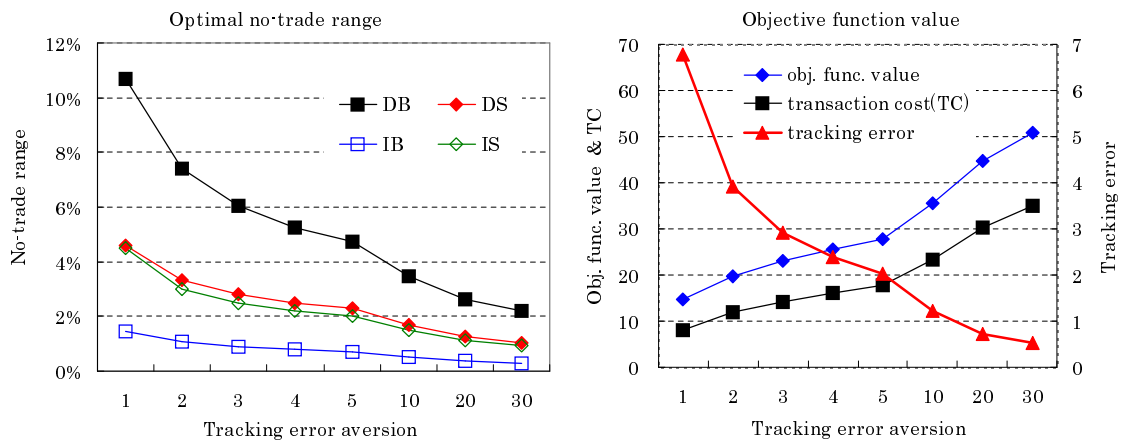 Optimal no-trade range
12%
10%
8%
6%
4%
2%
0%
No-trade range
DB
DS
IB
IS
1 2 3 4 5 10 20 30
Tracking error aversion
Objective function value
70
60
50
40
30
20
10
0
Obj. func. value & TC
obj. func. value
transaction cost(TC)
tracking error
7
6
5
4
3
2
1
0
Tracking error
1 2 3 4 5 10 20 30
Tracking error aversion